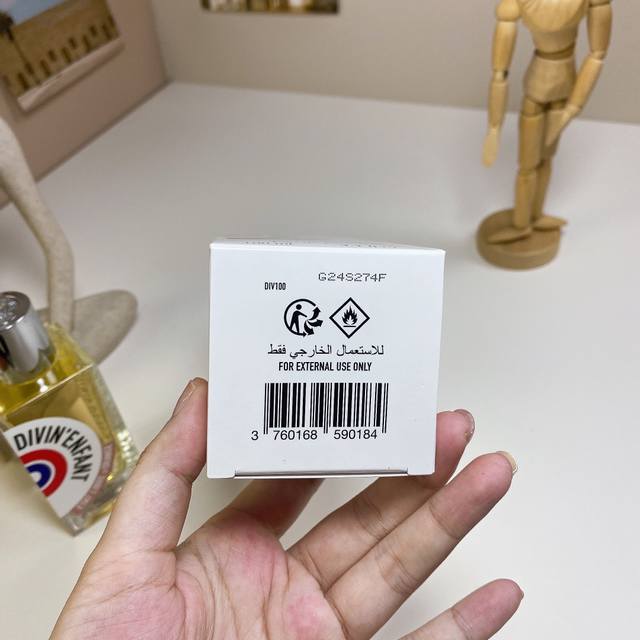 G24S274F
DIV100
للاستعمال الخارجي فقط
FOR EXTERNAL USE ONLY
3 760168 590184
DIVIN'ENFANT